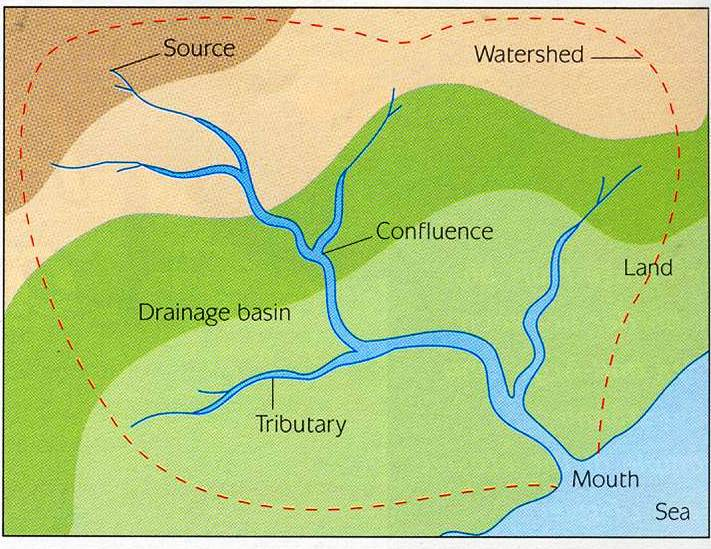 Source
Watershed
Confluence
Land
Drainage basin
Tributary
Mouth
Sea